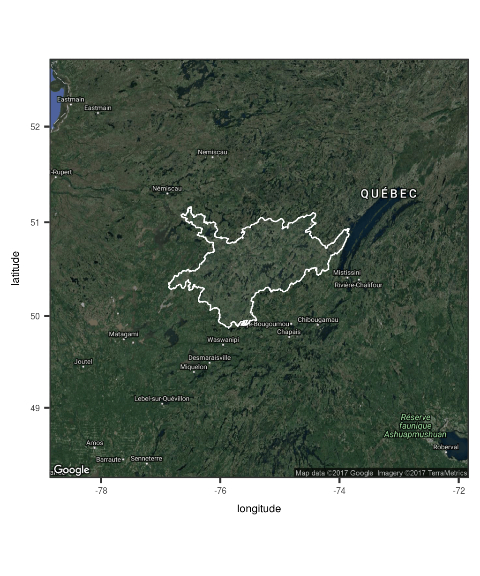 Eastmain
Eastmain
52
Nemiscau
-Rupert
Némiscau
QUÉBEC
51
latitude
Mistissini
Rivière-Chalifour
50
Bougoumou
Chibougamau
Matagami
Chapais
Waswanipi
Joutel
Desmaraisville
Miquelon
49
Lebel-sur-Quévillon
Réserve
faunique
Ashuapmushuan
Amos
Roberval
Barraute
Senneterre
Google
Map data ©2017 Google Imagery ©2017 TerraMetrics
-78
-76
-74
-72
longitude